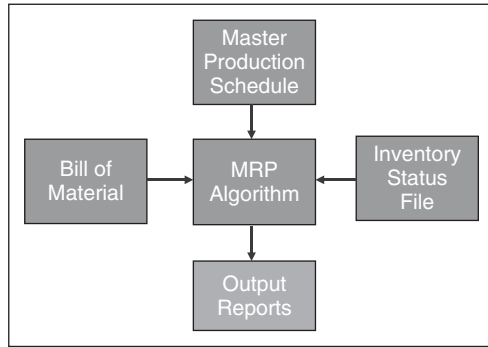 Master
Production
Schedule
Bill of
Material
MRP
Algorithm
Inventory
Status
File
Output
Reports